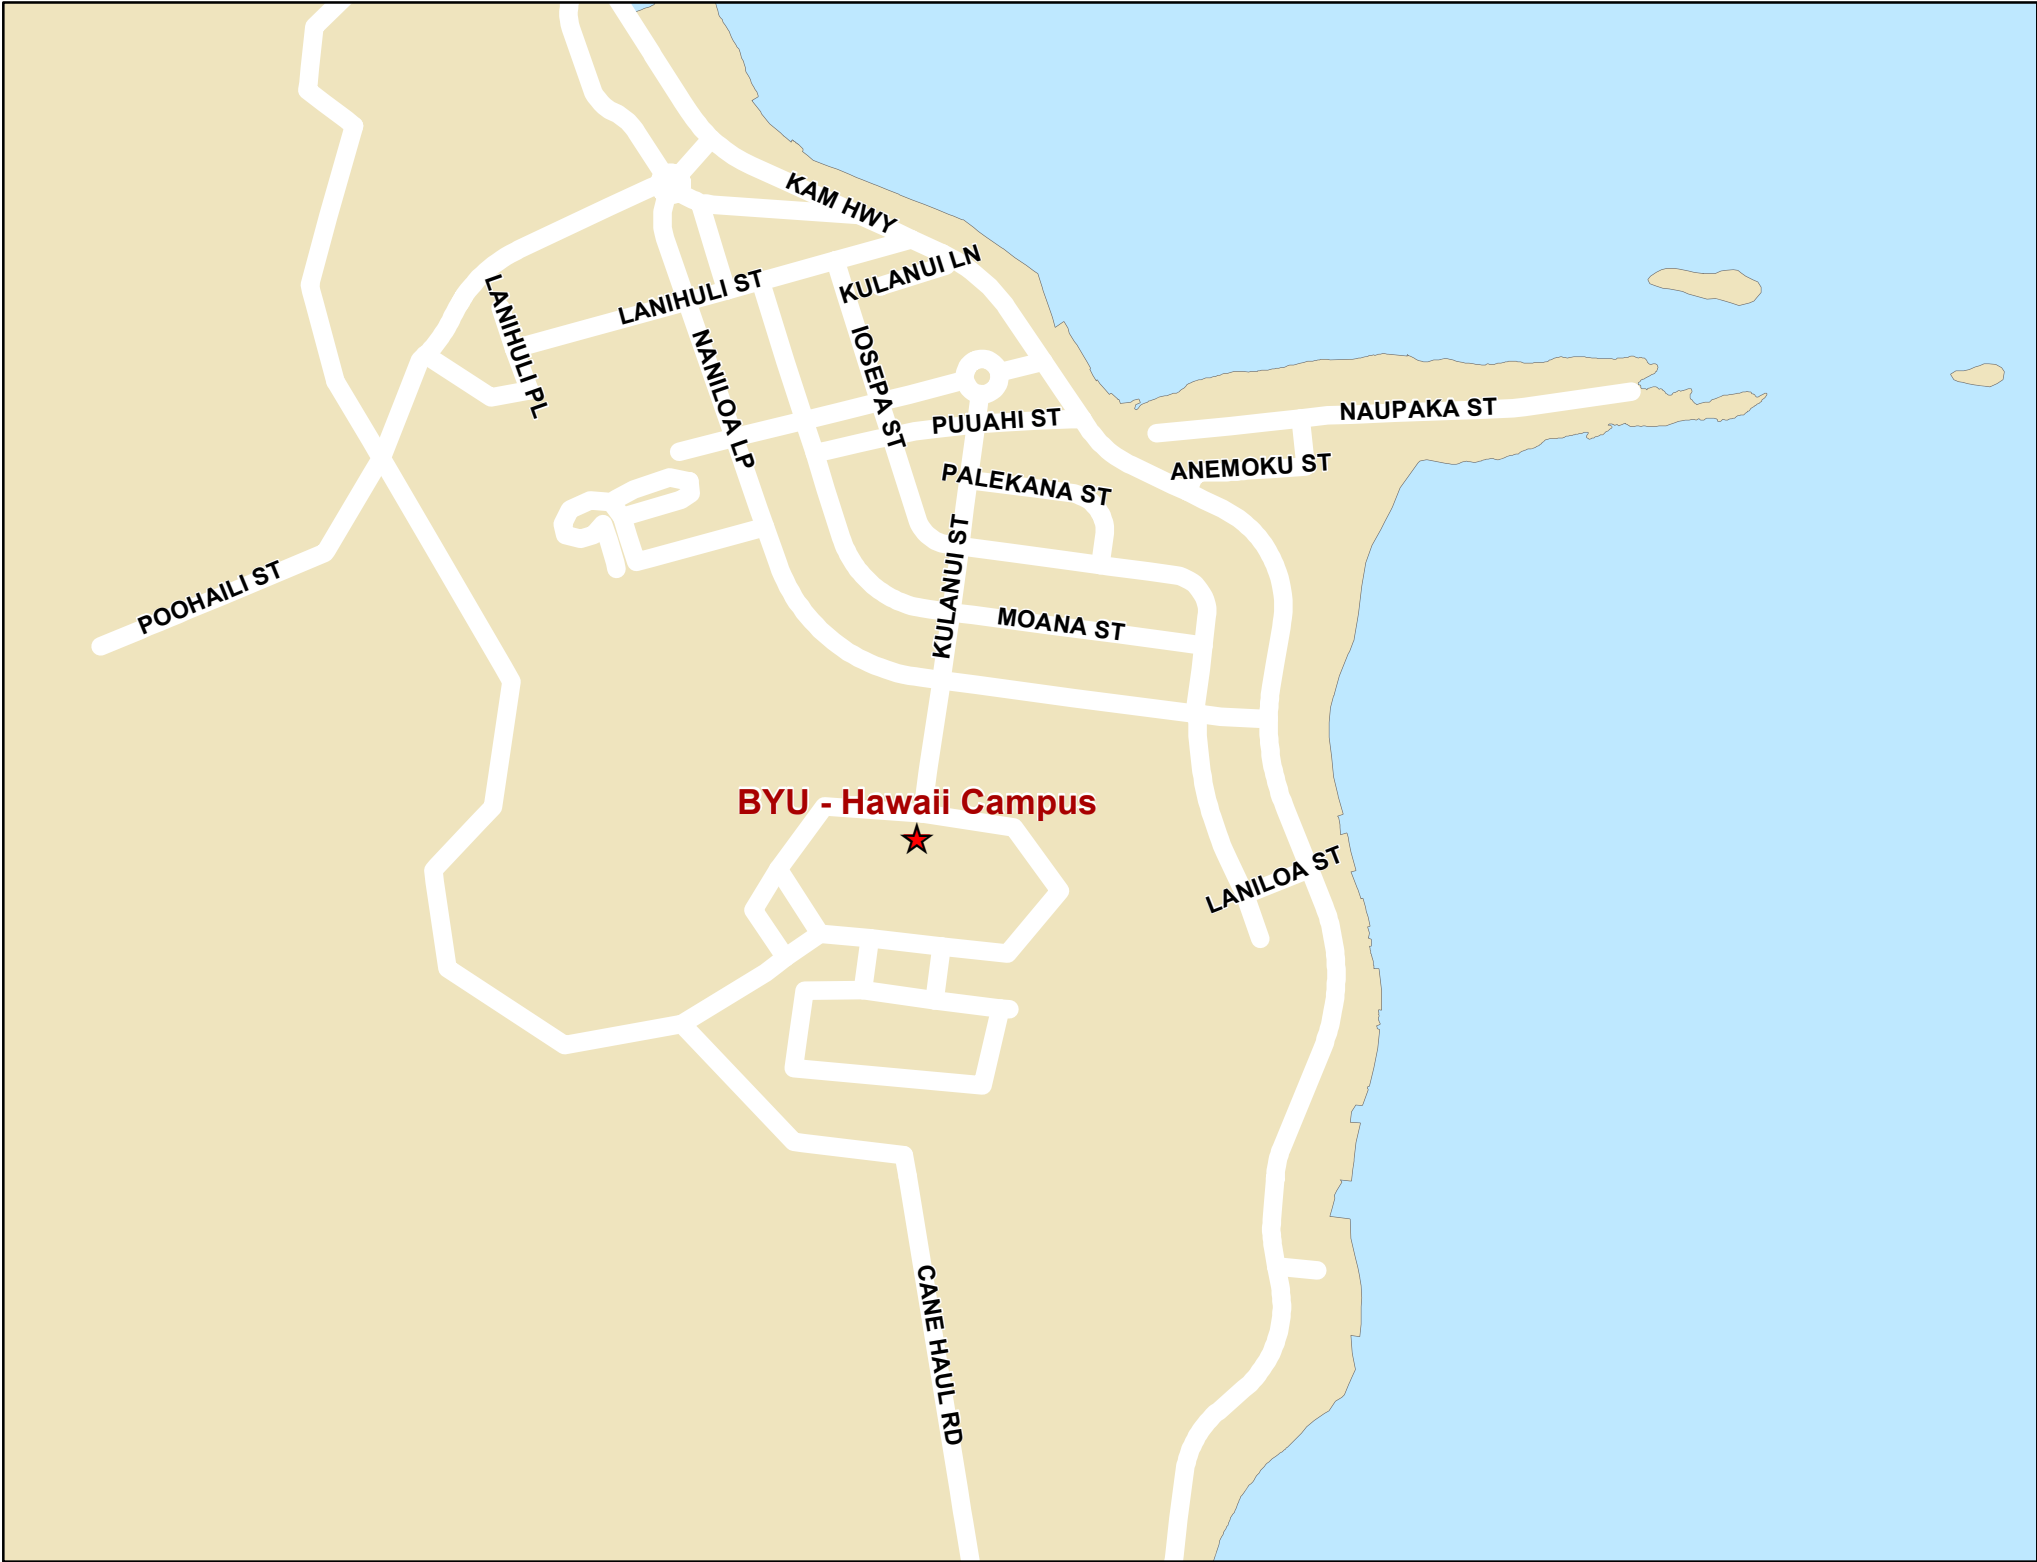 KAM HWY
KULANUI LN
LANIHULI ST
LANIHULI PL
NANILOA LP
IOSEPA ST
PUUAHI ST
NAUPAKA ST
ANEMOKU ST
PALEKANA ST
KULANUI ST
POOHAILI ST
MOANA ST
BYU - Hawaii Campus
LANILOA ST
CANE HAUL RD